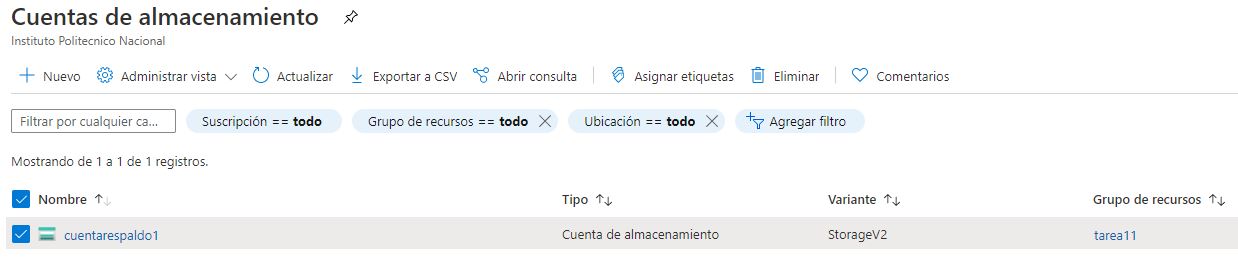 Cuentas de almacenamiento
Instituto Politecnico Nacional
Nuevo Administrar vista Actualizar Exportar a CSV Abrir consulta Asignar etiquetas Eliminar Comentarios
Filtrar por cualquier ca... Suscripción == todo Grupo de recursos == todo Ubicación == todo Agregar filtro
Mostrando de 1 a 1 de 1 registros.
Nombre Tipo Variante Grupo de recursos
cuentarespaldo1 Cuenta de almacenamiento StorageV2 tarea11